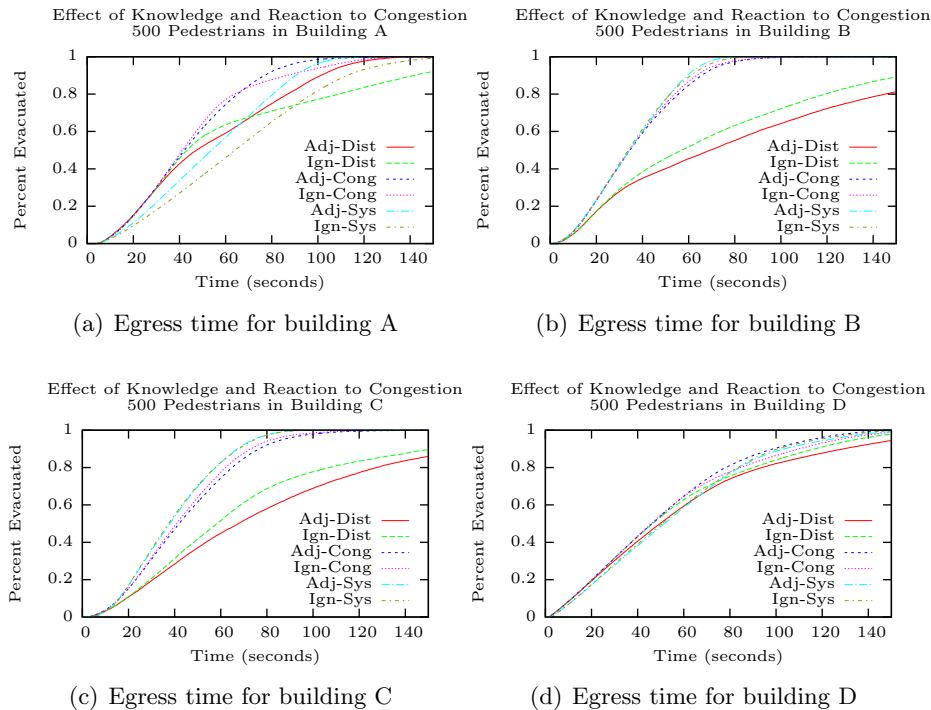 Effect of Knowledge and Reaction to Congestion
500 Pedestrians in Building A
Percent Evacuated
1
0.8
0.6
0.4
0.2
0
Adj-Dist
Ign-Dist
Adj-Cong
Ign-Cong
Adj-Sys
Ign-Sys
0 20 40 60 80 100 120 140
Time (seconds)
(a) Egress time for building A
Effect of Knowledge and Reaction to Congestion
500 Pedestrians in Building B
Percent Evacuated
1
0.8
0.6
0.4
0.2
0
Adj-Dist
Ign-Dist
Adj-Cong
Ign-Cong
Adj-Sys
Ign-Sys
0 20 40 60 80 100 120 140
Time (seconds)
(b) Egress time for building B
Effect of Knowledge and Reaction to Congestion
500 Pedestrians in Building C
Percent Evacuated
1
0.8
0.6
0.4
0.2
0
Adj-Dist
Ign-Dist
Adj-Cong
Ign-Cong
Adj-Sys
Ign-Sys
0 20 40 60 80 100 120 140
Time (seconds)
(c) Egress time for building C
Effect of Knowledge and Reaction to Congestion
500 Pedestrians in Building D
Percent Evacuated
1
0.8
0.6
0.4
0.2
0
Adj-Dist
Ign-Dist
Adj-Cong
Ign-Cong
Adj-Sys
Ign-Sys
0 20 40 60 80 100 120 140
Time (seconds)
(d) Egress time for building D